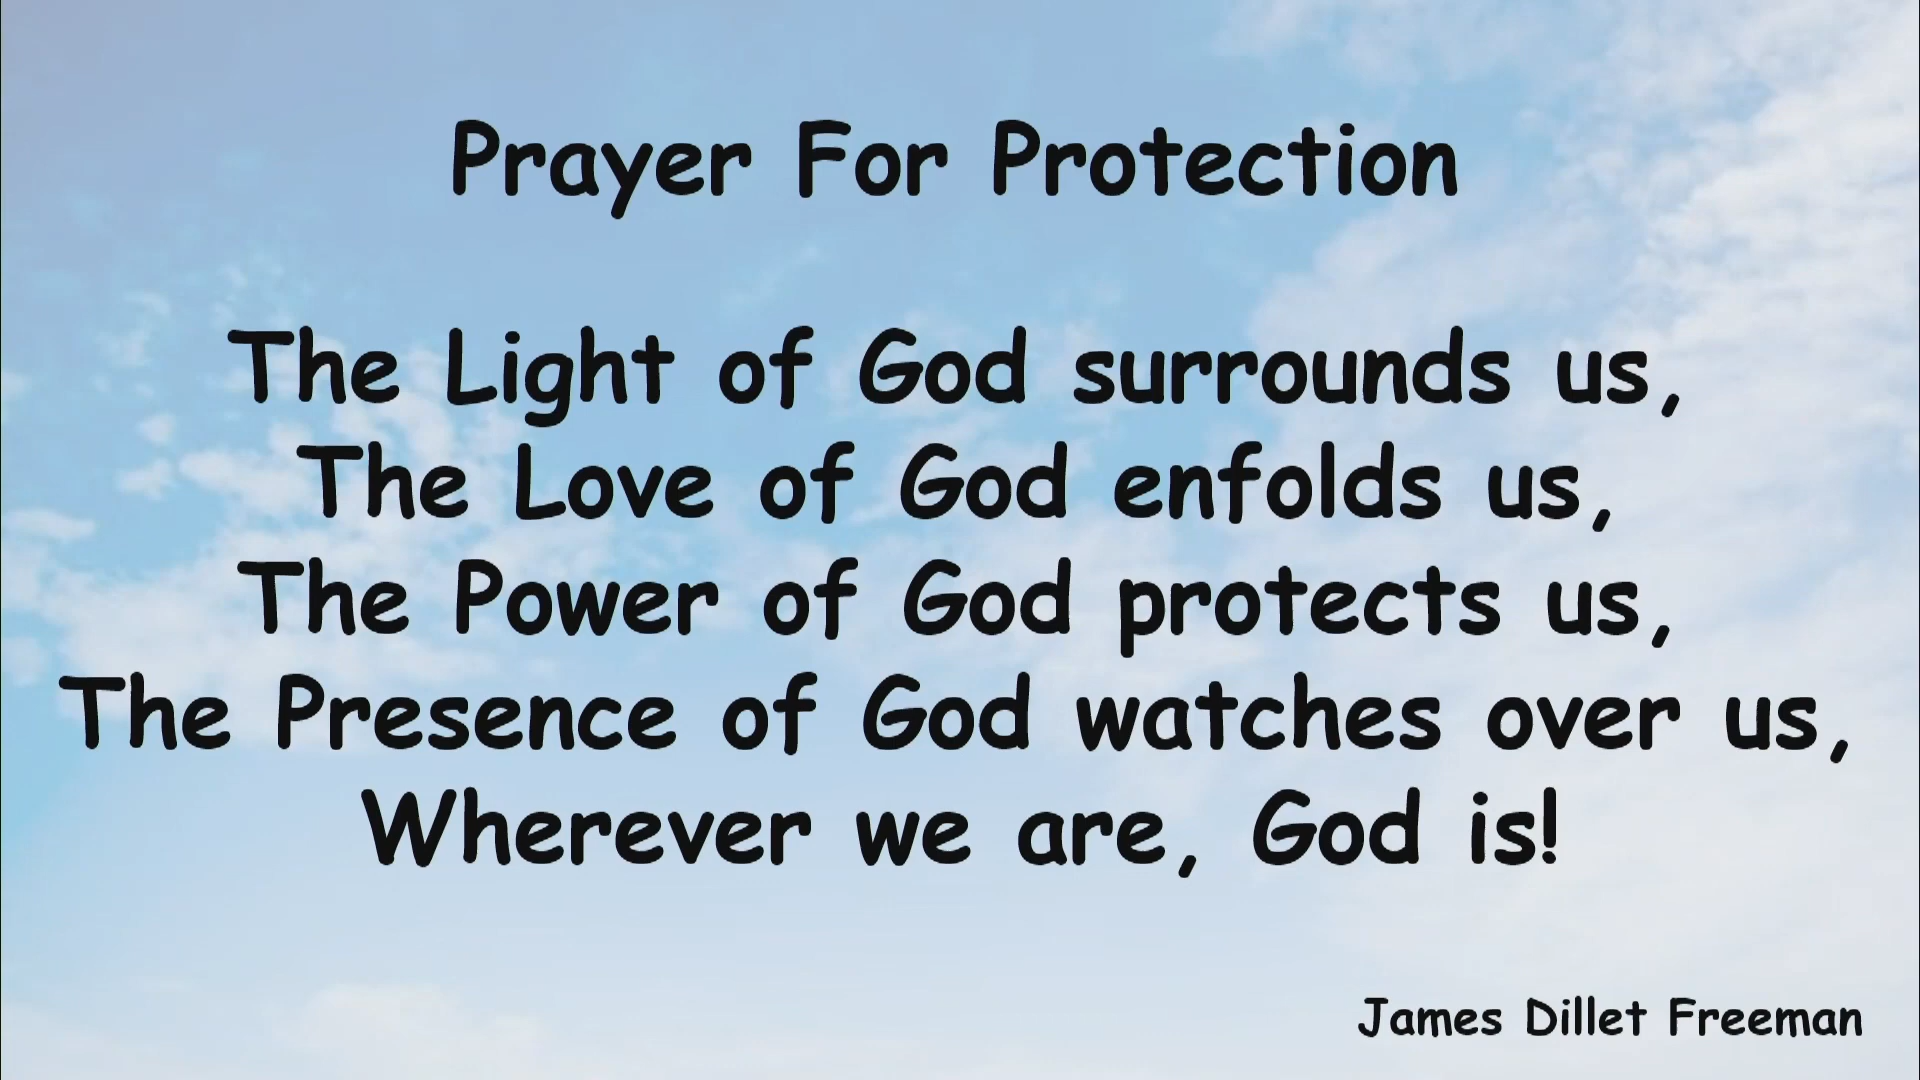 Prayer For Protection
The Light of God surrounds us,
The Love of God enfolds us,
The Power of God protects us,
The Presence of God watches over us,
Wherever we are, God is!
James Dillet Freeman